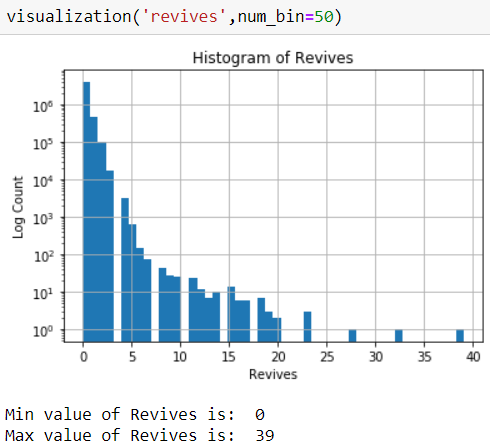 visualization('revives',num_bin=50)
Histogram of Revives
Log Count
10⁶
10⁵
10⁴
10³
10²
10¹
10⁰
0 5 10 15 20 25 30 35 40
Revives
Min value of Revives is: 0
Max value of Revives is: 39